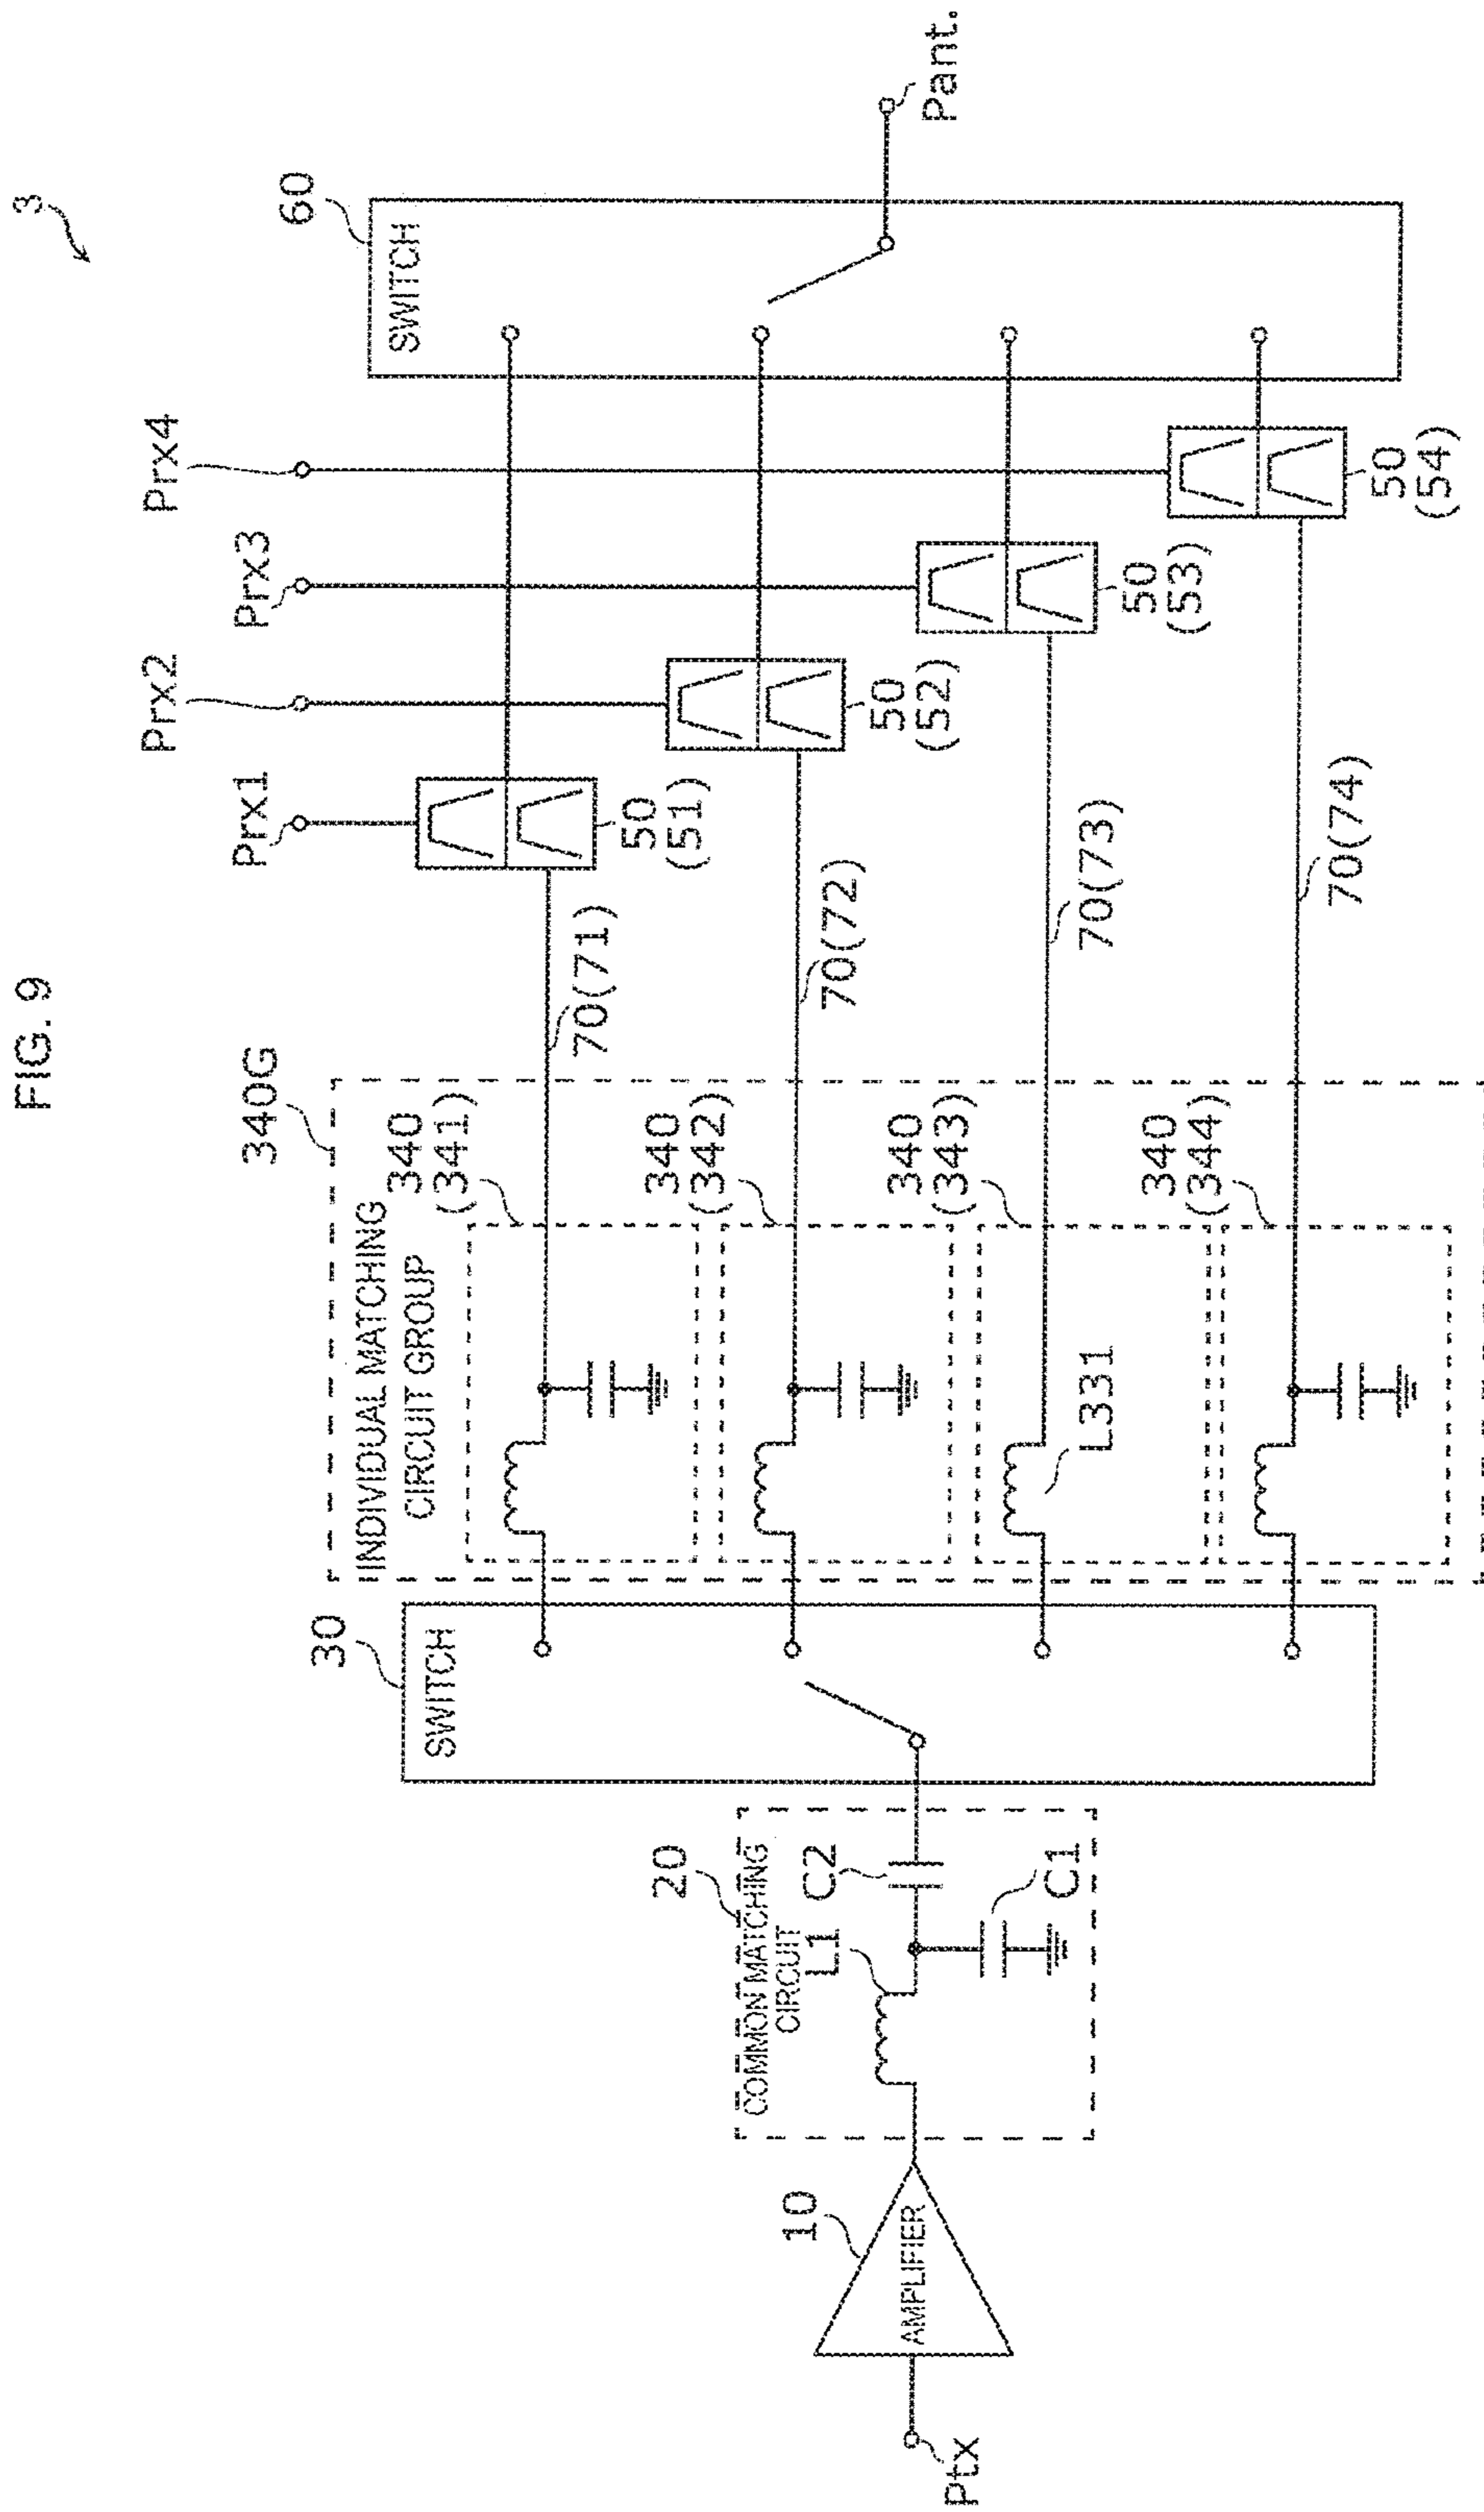 FIG. 9
3
340G
INDIVIDUAL MATCHING
CIRCUIT GROUP
Prx1
Prx2
Prx3
Prx4
30
SWITCH
60
SWITCH
340
(341)
70(71)
50
(51)
340
(342)
70(72)
50
(52)
20
COMMON MATCHING
CIRCUIT
L1
C2
C1
10
AMPLIFIER
Ptx
Pant.
340
(343)
L331
70(73)
50
(53)
340
(344)
70(74)
50
(54)